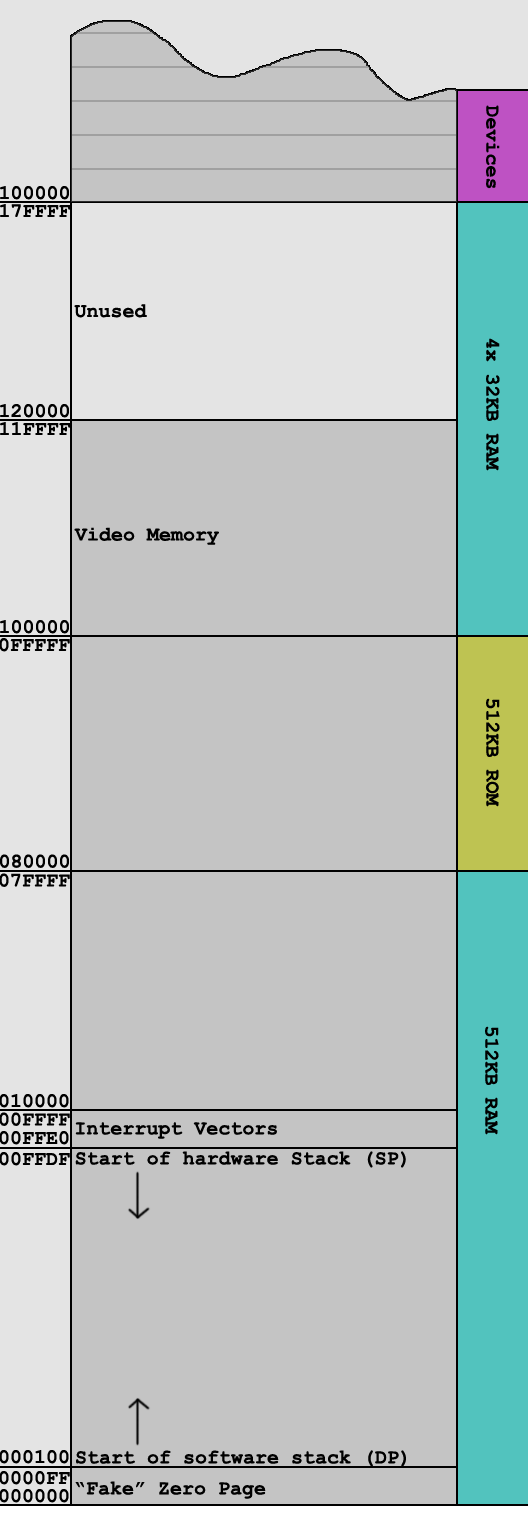 Devices
100000
17FFFF
Unused
4x 32KB RAM
120000
11FFFF
Video Memory
100000
0FFFFF
512KB ROM
080000
07FFFF
512KB RAM
010000
00FFFF
Interrupt Vectors
00FFE0
00FFDF Start of hardware Stack (SP)
000100 Start of software stack (DP)
0000FF
“Fake” Zero Page
000000